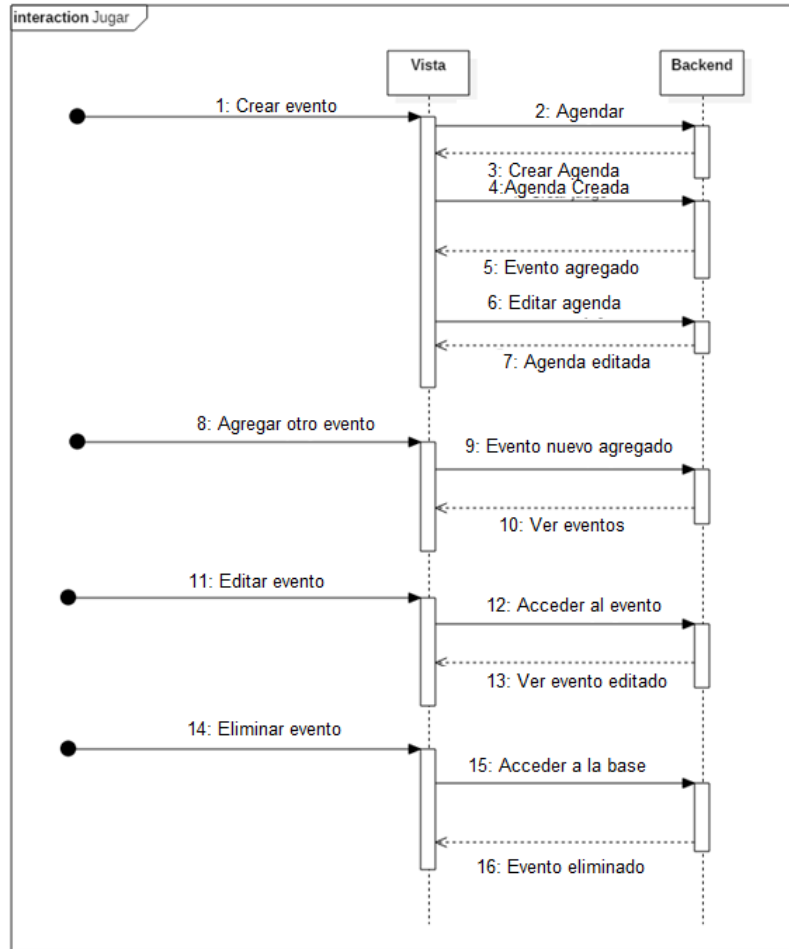 interaction Jugar
Vista
Backend
1: Crear evento
2: Agendar
3: Crear Agenda
4:Agenda Creada
5: Evento agregado
6: Editar agenda
7: Agenda editada
8: Agregar otro evento
9: Evento nuevo agregado
10: Ver eventos
11: Editar evento
12: Acceder al evento
13: Ver evento editado
14: Eliminar evento
15: Acceder a la base
16: Evento eliminado